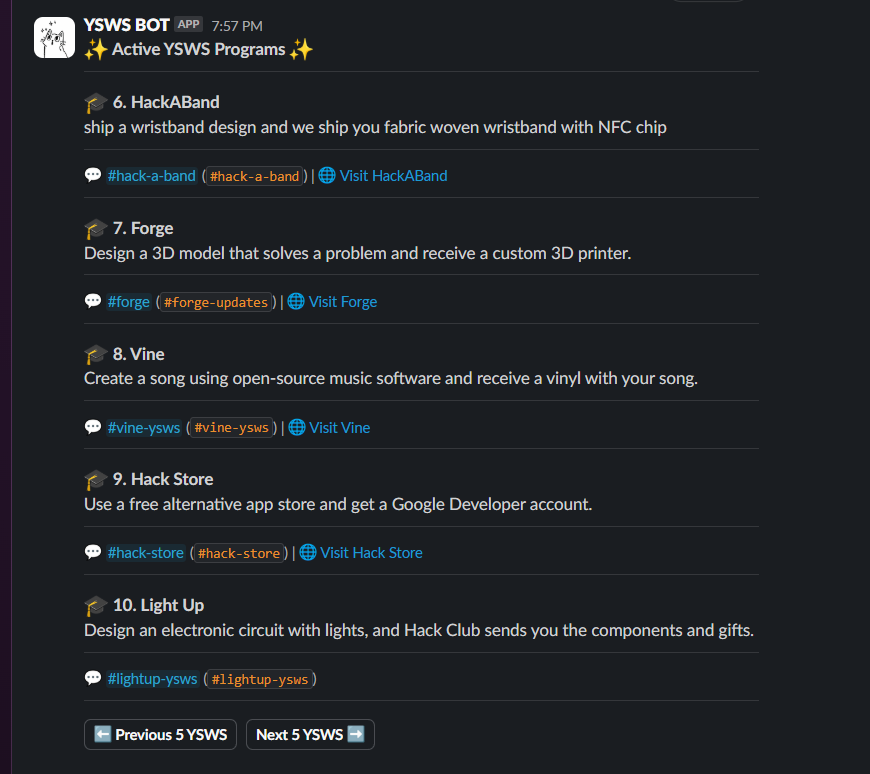 YSWS BOT APP 7:57 PM
✨ Active YSWS Programs ✨
🎓 6. HackABand
ship a wristband design and we ship you fabric woven wristband with NFC chip
💬 #hack-a-band (#hack-a-band) | 🌐 Visit HackABand
🎓 7. Forge
Design a 3D model that solves a problem and receive a custom 3D printer.
💬 #forge (#forge-updates) | 🌐 Visit Forge
🎓 8. Vine
Create a song using open-source music software and receive a vinyl with your song.
💬 #vine-ysws (#vine-ysws) | 🌐 Visit Vine
🎓 9. Hack Store
Use a free alternative app store and get a Google Developer account.
💬 #hack-store (#hack-store) | 🌐 Visit Hack Store
🎓 10. Light Up
Design an electronic circuit with lights, and Hack Club sends you the components and gifts.
💬 #lightup-ysws (#lightup-ysws)
⬅️ Previous 5 YSWS Next 5 YSWS ➡️